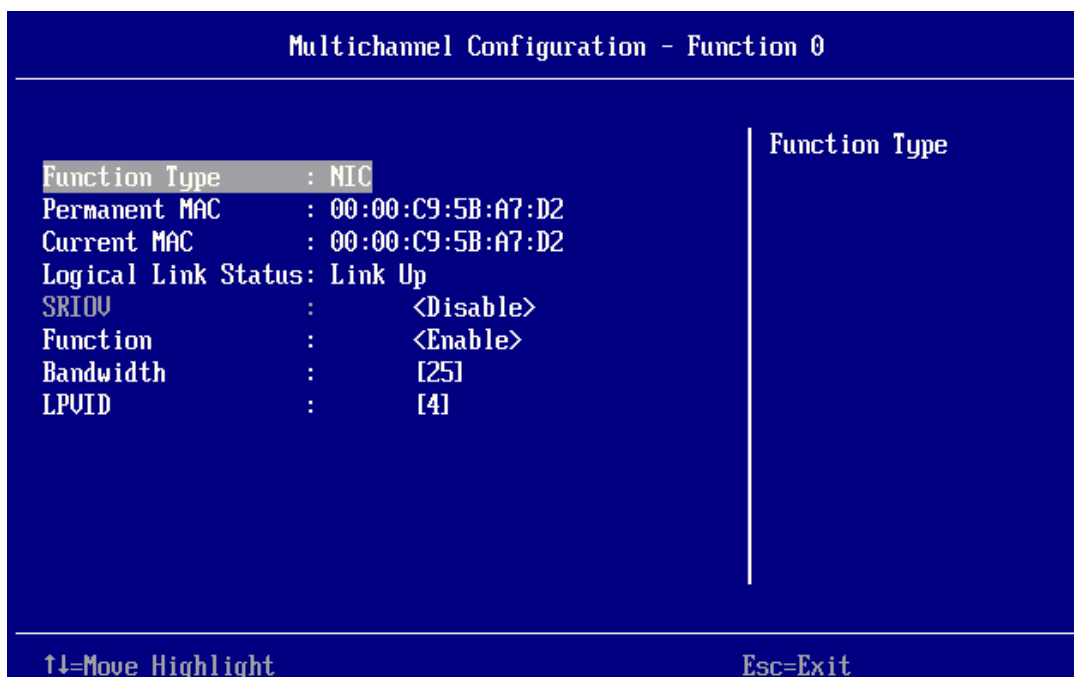 Multichannel Configuration - Function 0
Function Type
Function Type : NIC
Permanent MAC : 00:00:C9:5B:A7:D2
Current MAC : 00:00:C9:5B:A7:D2
Logical Link Status: Link Up
SRIOV : <Disable>
Function : <Enable>
Bandwidth : [25]
LPVID : [4]
↑↓=Move Highlight Esc=Exit